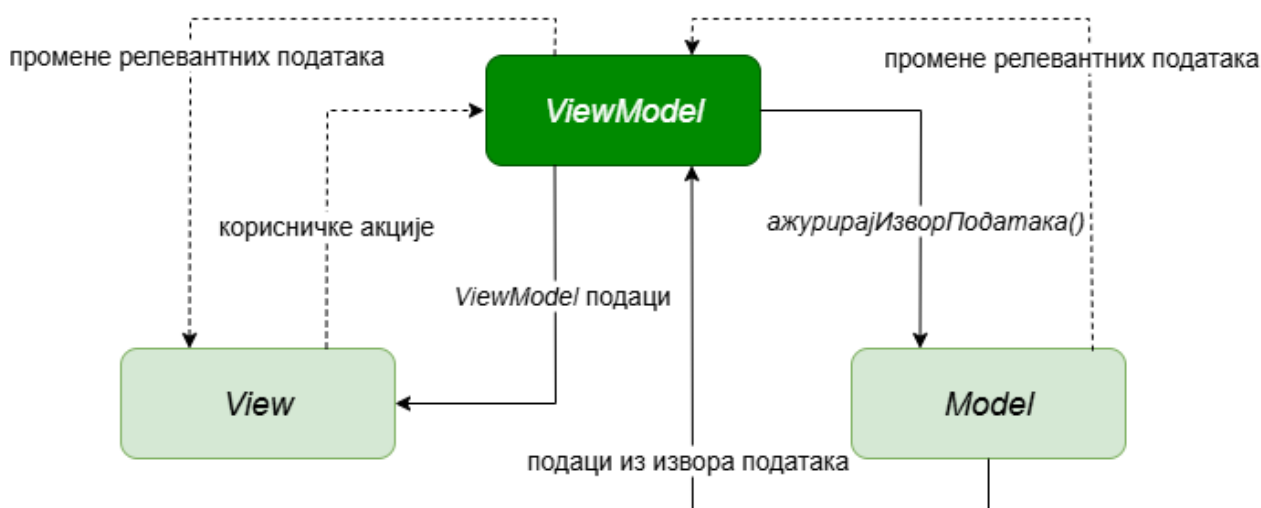 промене релевантних података
промене релевантних података
ViewModel
корисничке акције
ажурирајИзворПодатака()
ViewModel подаци
View
Model
подаци из извора података